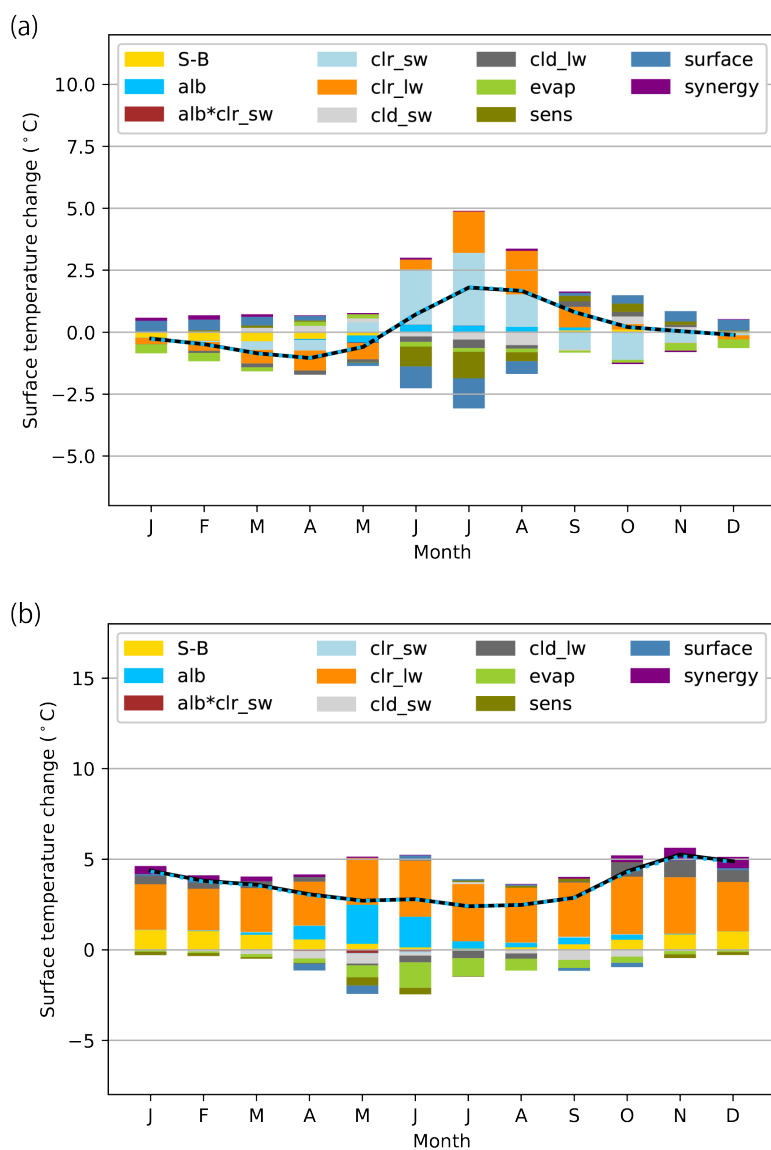 (a)
S-B
alb
alb*clr_sw
clr_sw
clr_lw
cld_sw
cld_lw
evap
sens
surface
synergy
Surface temperature change (°C)
10.0
7.5
5.0
2.5
0.0
−2.5
−5.0
J F M A M J J A S O N D
Month
(b)
S-B
alb
alb*clr_sw
clr_sw
clr_lw
cld_sw
cld_lw
evap
sens
surface
synergy
Surface temperature change (°C)
15
10
5
0
−5
J F M A M J J A S O N D
Month